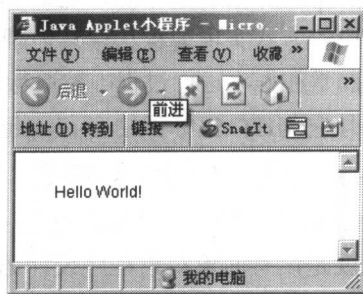 Java Applet小程序 - Micro...
文件(F) 编辑(E) 查看(V) 收藏 »
后退 »
前进
地址(D) 转到 链接 » SnagIt
Hello World!
我的电脑